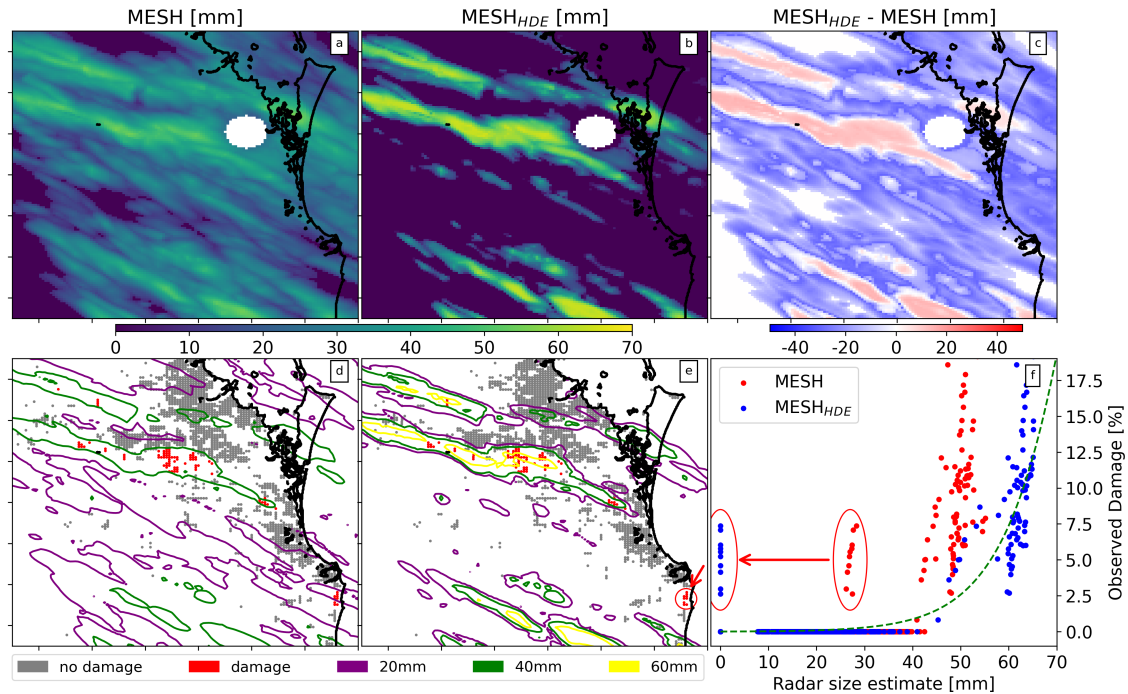 MESH [mm]
MESH_HDE [mm]
MESH_HDE - MESH [mm]
a
b
c
0 10 20 30 40 50 60 70
-40 -20 0 20 40
d
e
f
MESH
MESH_HDE
17.5
15.0
12.5
10.0
7.5
5.0
2.5
0.0
Observed Damage [%]
0 10 20 30 40 50 60 70
Radar size estimate [mm]
no damage damage 20mm 40mm 60mm